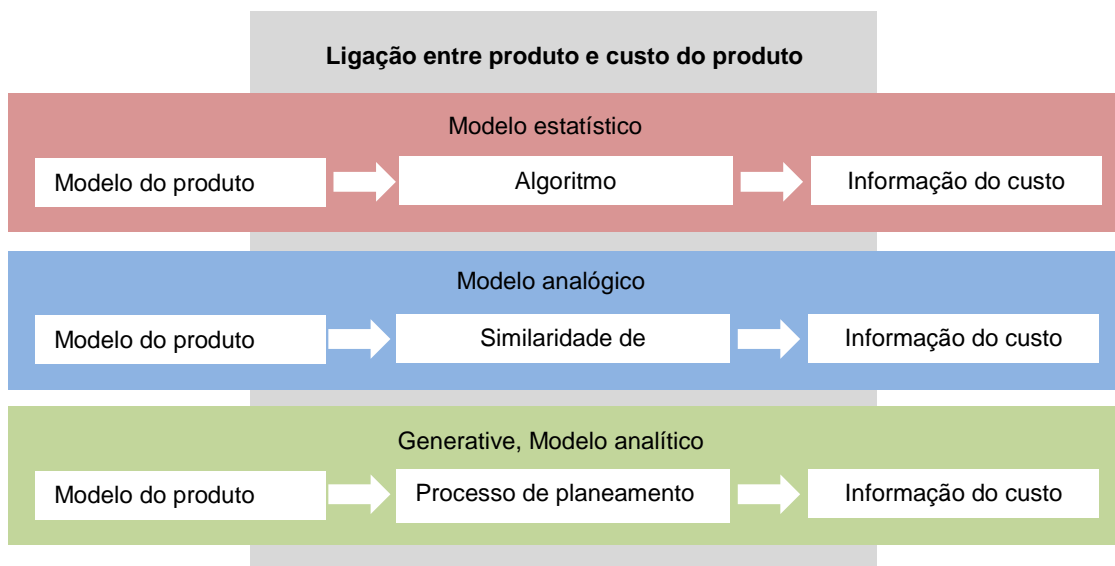 Ligação entre produto e custo do produto
Modelo estatístico
Modelo do produto
Algoritmo
Informação do custo
Modelo analógico
Modelo do produto
Similaridade de
Informação do custo
Generative, Modelo analítico
Modelo do produto
Processo de planeamento
Informação do custo